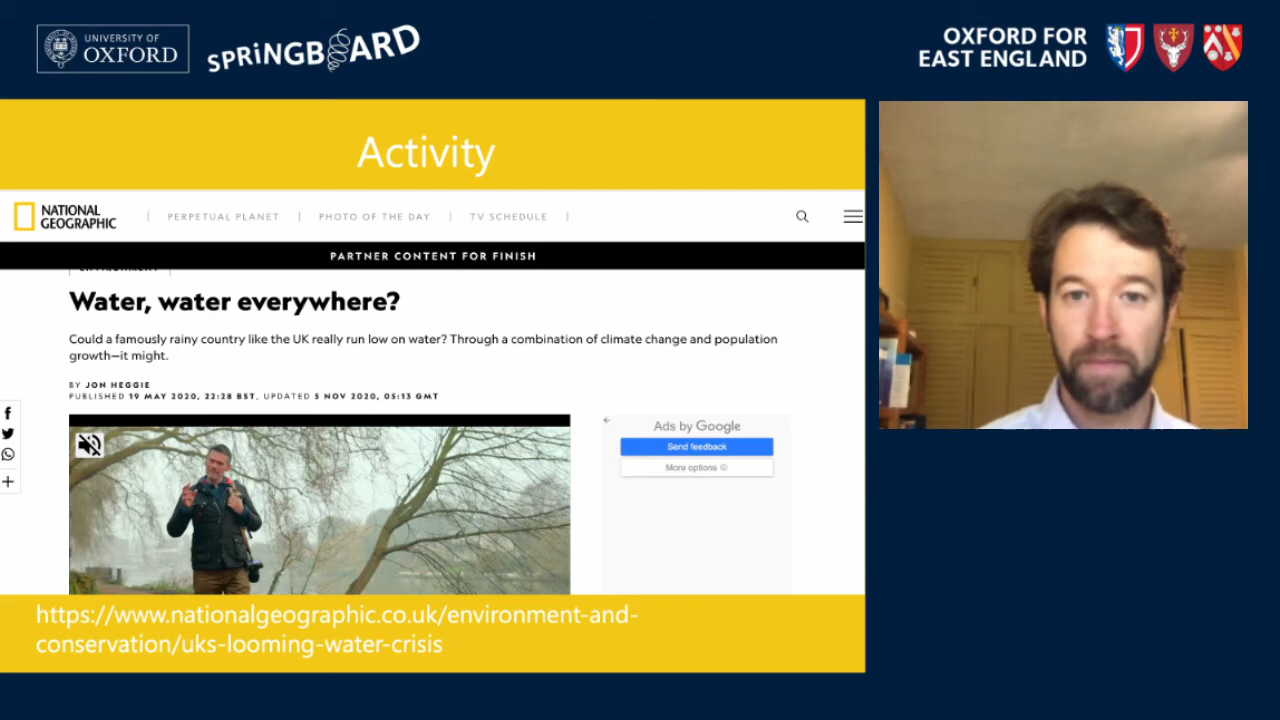 UNIVERSITY OF
OXFORD
SPRiNGBOARD
OXFORD FOR
EAST ENGLAND
Activity
NATIONAL
GEOGRAPHIC
PERPETUAL PLANET
PHOTO OF THE DAY
TV SCHEDULE
PARTNER CONTENT FOR FINISH
Water, water everywhere?
Could a famously rainy country like the UK really run low on water? Through a combination of climate change and population
growth—it might.
BY JON HEGGIE
PUBLISHED 19 MAY 2020, 22:28 BST, UPDATED 5 NOV 2020, 05:13 GMT
Ads by Google
Send feedback
More options
https://www.nationalgeographic.co.uk/environment-and-
conservation/uks-looming-water-crisis